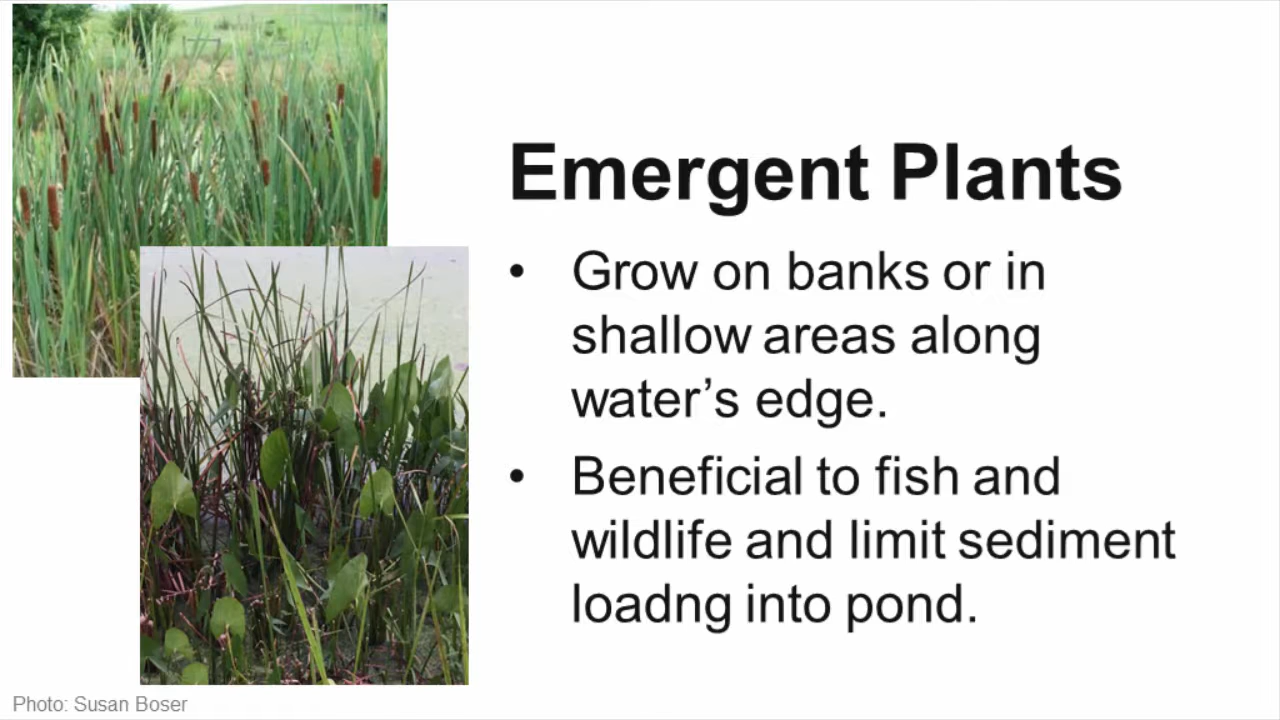 Emergent Plants
• Grow on banks or in
shallow areas along
water’s edge.
• Beneficial to fish and
wildlife and limit sediment
loadng into pond.
Photo: Susan Boser